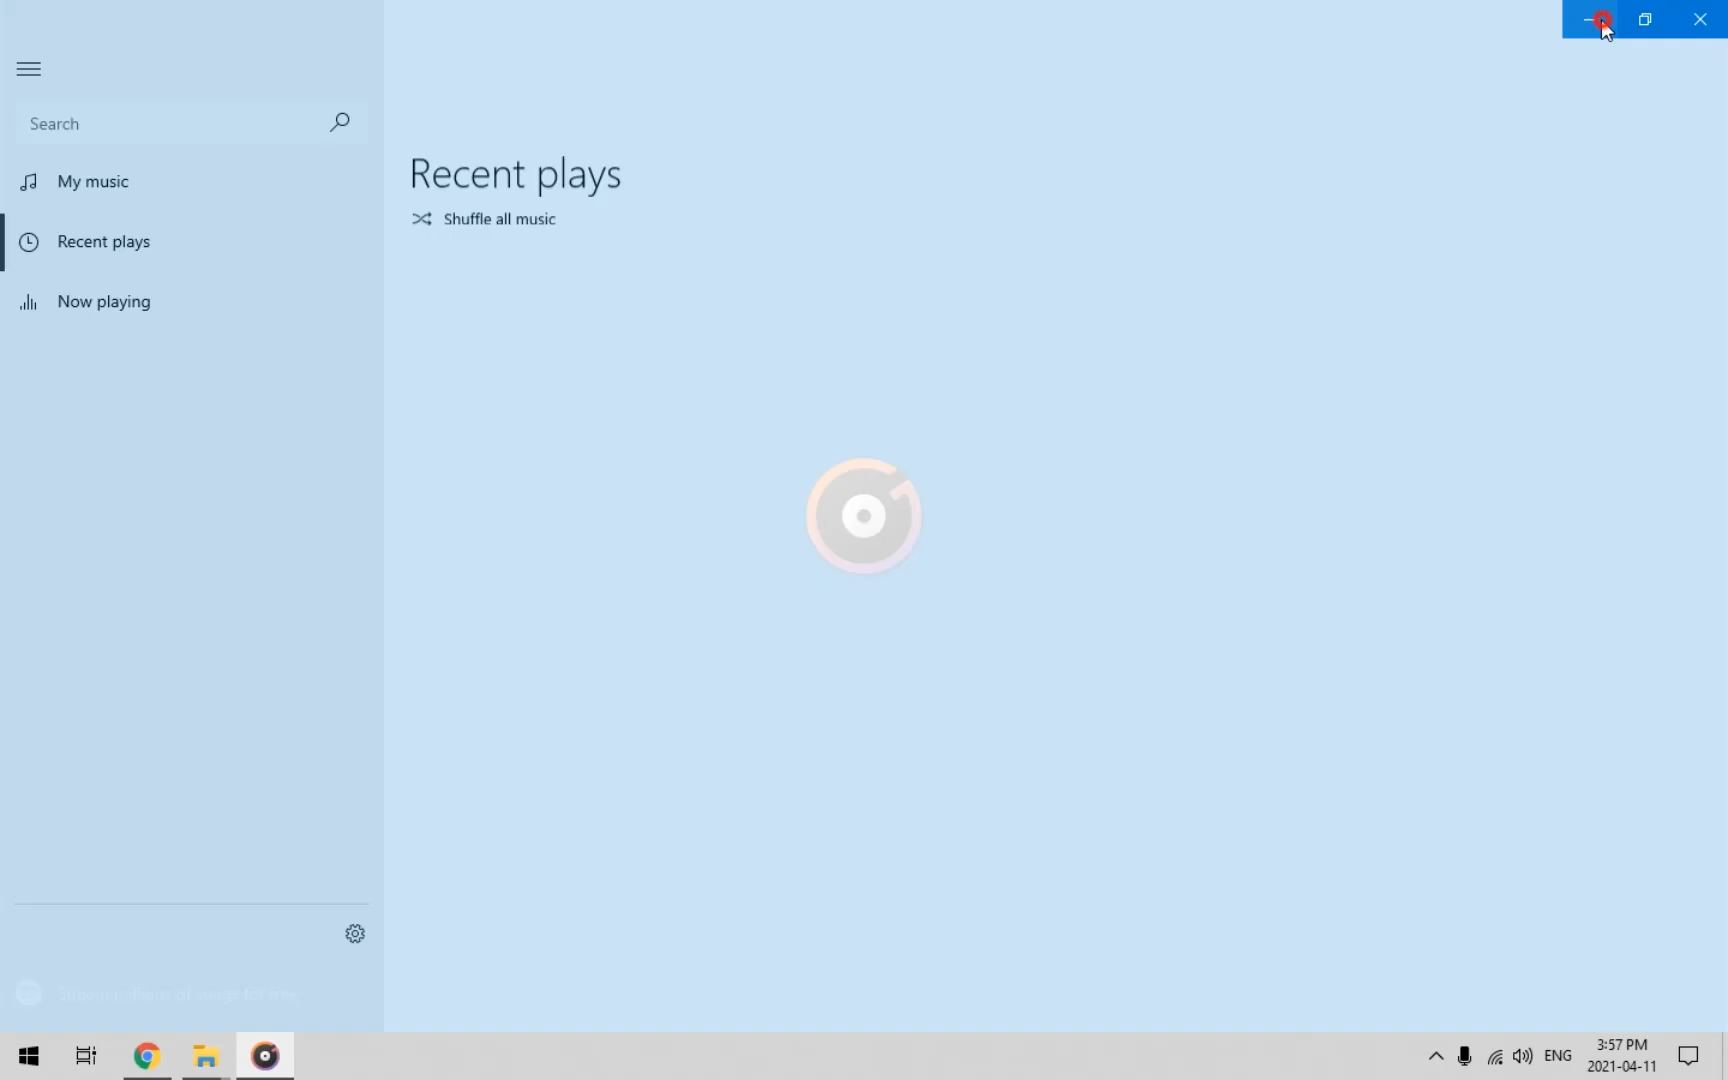 Search
My music
Recent plays
Now playing
Recent plays
Shuffle all music
ENG
3:57 PM
2021-04-11